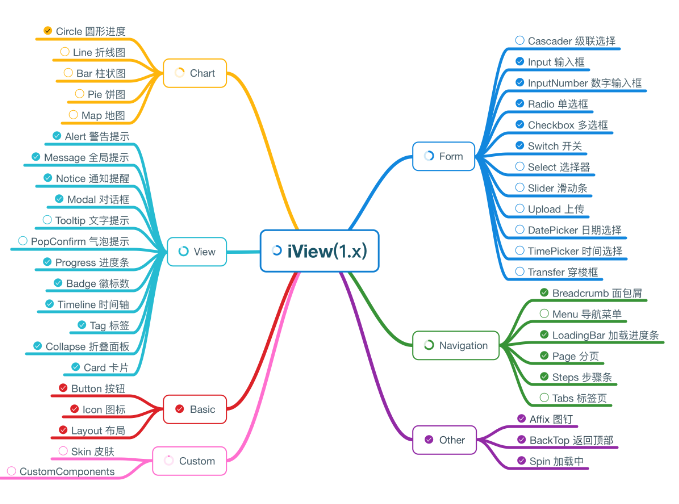 iView(1.x)
Chart
Circle 圆形进度
Line 折线图
Bar 柱状图
Pie 饼图
Map 地图
View
Alert 警告提示
Message 全局提示
Notice 通知提醒
Modal 对话框
Tooltip 文字提示
PopConfirm 气泡提示
Progress 进度条
Badge 徽标数
Timeline 时间轴
Tag 标签
Collapse 折叠面板
Card 卡片
Basic
Button 按钮
Icon 图标
Layout 布局
Custom
Skin 皮肤
CustomComponents
Form
Cascader 级联选择
Input 输入框
InputNumber 数字输入框
Radio 单选框
Checkbox 多选框
Switch 开关
Select 选择器
Slider 滑动条
Upload 上传
DatePicker 日期选择
TimePicker 时间选择
Transfer 穿梭框
Navigation
Breadcrumb 面包屑
Menu 导航菜单
LoadingBar 加载进度条
Page 分页
Steps 步骤条
Tabs 标签页
Other
Affix 图钉
BackTop 返回顶部
Spin 加载中